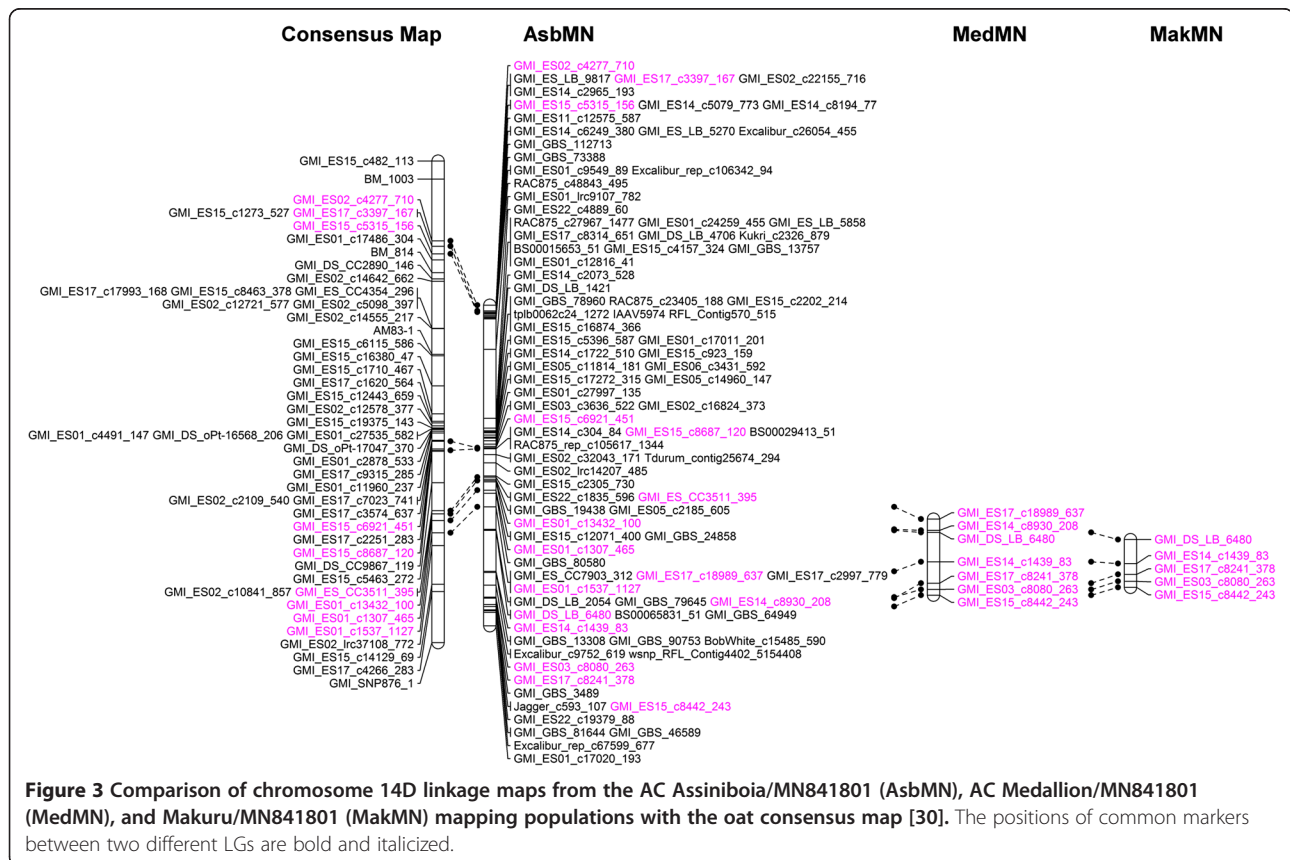 Consensus Map
AsbMN
MedMN
MakMN
GMI_ES15_c482_113
BM_1003
GMI_ES02_c4277_710
GMI_ES15_c1273_527 GMI_ES17_c3397_167
GMI_ES15_c5315_156
GMI_ES01_c17486_304
BM_814
GMI_DS_CC2890_146
GMI_ES02_c14642_662
GMI_ES17_c17993_168 GMI_ES15_c8463_378 GMI_ES_CC4354_296
GMI_ES02_c12721_577 GMI_ES02_c5098_397
GMI_ES02_c14555_217
AM83-1
GMI_ES15_c6115_586
GMI_ES15_c16380_47
GMI_ES15_c1710_467
GMI_ES17_c1620_564
GMI_ES15_c12443_659
GMI_ES02_c12578_377
GMI_ES15_c19375_143
GMI_ES01_c4491_147 GMI_DS_oPt-16568_206 GMI_ES01_c27535_582
GMI_DS_oPt-17047_370
GMI_ES01_c2878_533
GMI_ES17_c9315_285
GMI_ES01_c11960_237
GMI_ES02_c2109_540 GMI_ES17_c7023_741
GMI_ES17_c3574_637
GMI_ES15_c6921_451
GMI_ES17_c2251_283
GMI_ES15_c8687_120
GMI_DS_CC9867_119
GMI_ES15_c5463_272
GMI_ES02_c10841_857 GMI_ES_CC3511_395
GMI_ES01_c13432_100
GMI_ES01_c1307_465
GMI_ES01_c1537_1127
GMI_ES02_lrc37108_772
GMI_ES15_c14129_69
GMI_ES17_c4266_283
GMI_SNP876_1
GMI_ES02_c4277_710
GMI_ES_LB_9817 GMI_ES17_c3397_167 GMI_ES02_c22155_716
GMI_ES14_c2965_193
GMI_ES15_c5315_156 GMI_ES14_c5079_773 GMI_ES14_c8194_77
GMI_ES11_c12575_587
GMI_ES14_c6249_380 GMI_ES_LB_5270 Excalibur_c26054_455
GMI_GBS_112713
GMI_GBS_73388
GMI_ES01_c9549_89 Excalibur_rep_c106342_94
RAC875_c48843_495
GMI_ES01_lrc9107_782
GMI_ES22_c4889_60
RAC875_c27967_1477 GMI_ES01_c24259_455 GMI_ES_LB_5858
GMI_ES17_c8314_651 GMI_DS_LB_4706 Kukri_c2326_879
BS00015653_51 GMI_ES15_c4157_324 GMI_GBS_13757
GMI_ES01_c12816_41
GMI_ES14_c2073_528
GMI_DS_LB_1421
GMI_GBS_78960 RAC875_c23405_188 GMI_ES15_c2202_214
tplb0062c24_1272 IAAV5974 RFL_Contig570_515
GMI_ES15_c16874_366
GMI_ES15_c5396_587 GMI_ES01_c17011_201
GMI_ES14_c1722_510 GMI_ES15_c923_159
GMI_ES05_c11814_181 GMI_ES06_c3431_592
GMI_ES15_c17272_315 GMI_ES05_c14960_147
GMI_ES01_c27997_135
GMI_ES03_c3636_522 GMI_ES02_c16824_373
GMI_ES15_c6921_451
GMI_ES14_c304_84 GMI_ES15_c8687_120 BS00029413_51
RAC875_rep_c105617_1344
GMI_ES02_c32043_171 Tdurum_contig25674_294
GMI_ES02_lrc14207_485
GMI_ES15_c2305_730
GMI_ES22_c1835_596 GMI_ES_CC3511_395
GMI_GBS_19438 GMI_ES05_c2185_605
GMI_ES01_c13432_100
GMI_ES15_c12071_400 GMI_GBS_24858
GMI_ES01_c1307_465
GMI_GBS_80580
GMI_ES_CC7903_312 GMI_ES17_c18989_637 GMI_ES17_c2997_779
GMI_ES01_c1537_1127
GMI_DS_LB_2054 GMI_GBS_79645 GMI_ES14_c8930_208
GMI_DS_LB_6480 BS00065831_51 GMI_GBS_64949
GMI_ES14_c1439_83
GMI_GBS_13308 GMI_GBS_90753 BobWhite_c15485_590
Excalibur_c9752_619 wsnp_RFL_Contig4402_5154408
GMI_ES03_c8080_263
GMI_ES17_c8241_378
GMI_GBS_3489
Jagger_c593_107 GMI_ES15_c8442_243
GMI_ES22_c19379_88
GMI_GBS_81644 GMI_GBS_46589
Excalibur_rep_c67599_677
GMI_ES01_c17020_193
GMI_ES17_c18989_637
GMI_ES14_c8930_208
GMI_DS_LB_6480
GMI_ES14_c1439_83
GMI_ES17_c8241_378
GMI_ES03_c8080_263
GMI_ES15_c8442_243
GMI_DS_LB_6480
GMI_ES14_c1439_83
GMI_ES17_c8241_378
GMI_ES03_c8080_263
GMI_ES15_c8442_243
Figure 3 Comparison of chromosome 14D linkage maps from the AC Assiniboia/MN841801 (AsbMN), AC Medallion/MN841801
(MedMN), and Makuru/MN841801 (MakMN) mapping populations with the oat consensus map [30]. The positions of common markers
between two different LGs are bold and italicized.